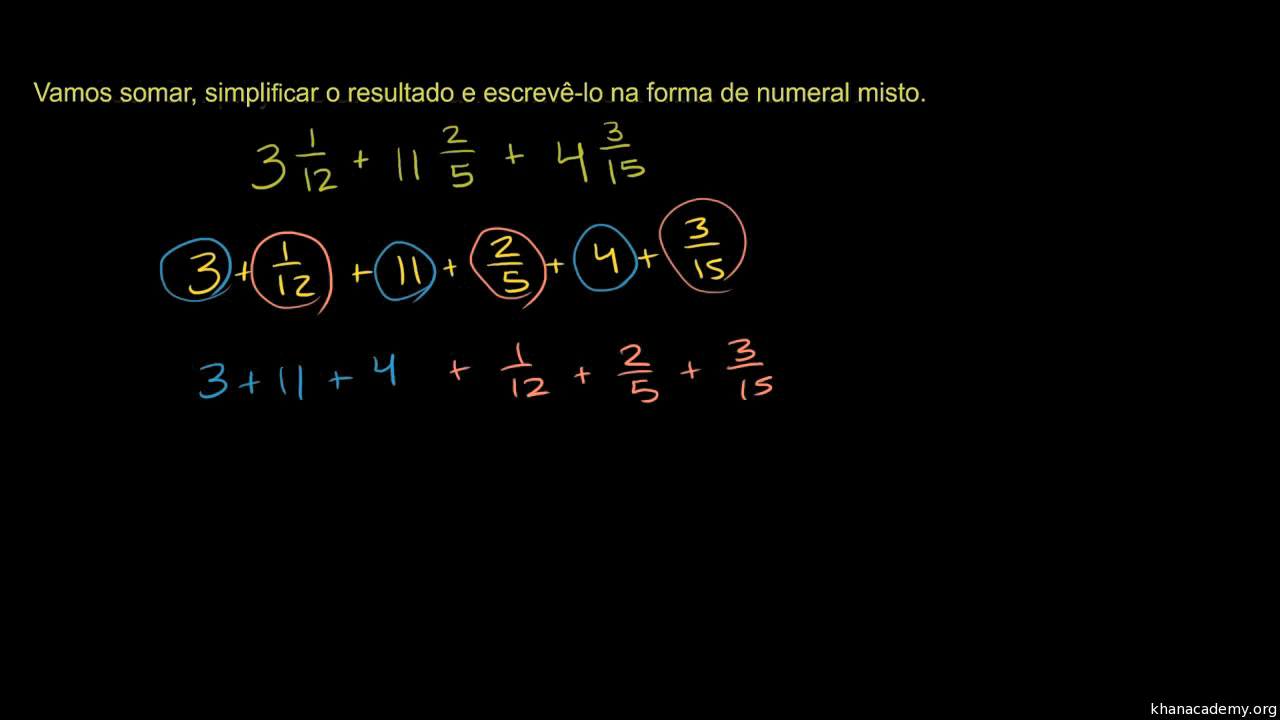 Vamos somar, simplificar o resultado e escrevê-lo na forma de numeral misto.
3 1/12 + 11 2/5 + 4 3/15
3 + 1/12 + 11 + 2/5 + 4 + 3/15
3 + 11 + 4 + 1/12 + 2/5 + 3/15
khanacademy.org